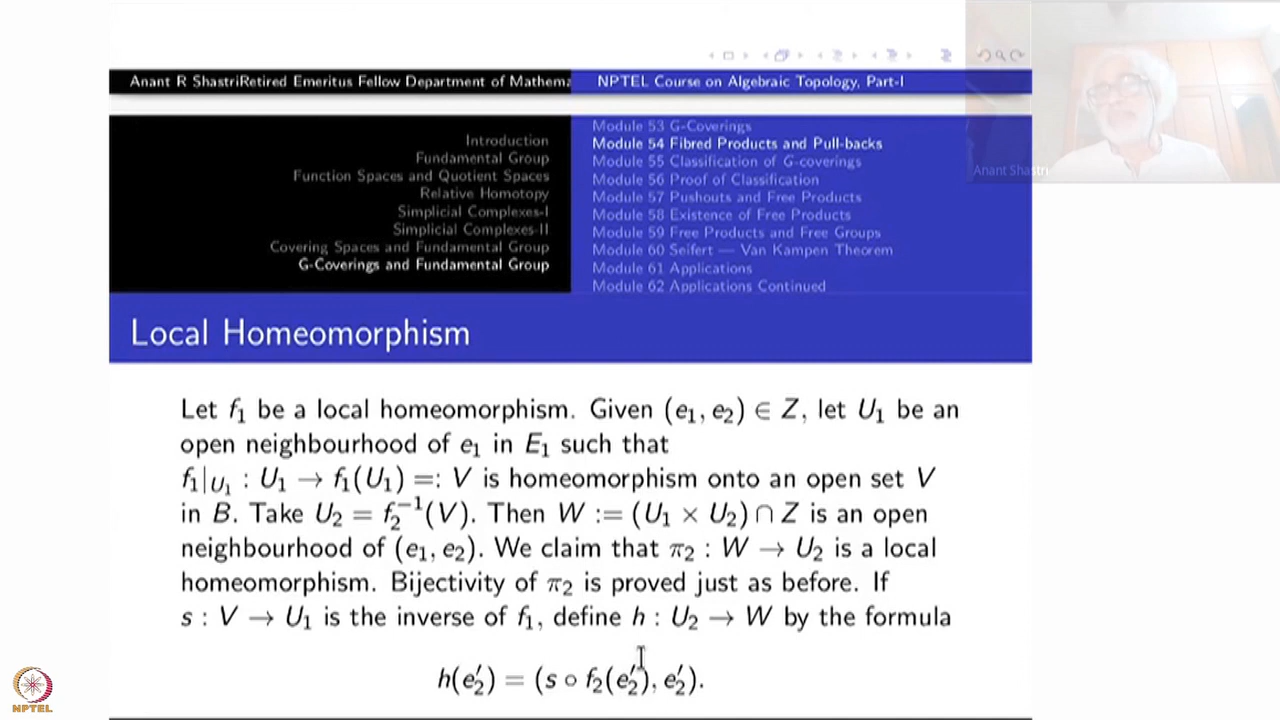 Anant R ShastriRetired Emeritus Fellow Department of Mathema
NPTEL Course on Algebraic Topology, Part-I
Introduction
Fundamental Group
Function Spaces and Quotient Spaces
Relative Homotopy
Simplicial Complexes-I
Simplicial Complexes-II
Covering Spaces and Fundamental Group
G-Coverings and Fundamental Group
Module 53 G-Coverings
Module 54 Fibred Products and Pull-backs
Module 55 Classification of G-coverings
Module 56 Proof of Classification
Module 57 Pushouts and Free Products
Module 58 Existence of Free Products
Module 59 Free Products and Free Groups
Module 60 Seifert — Van Kampen Theorem
Module 61 Applications
Module 62 Applications Continued
Anant Shastri
Local Homeomorphism
Let f₁ be a local homeomorphism. Given (e₁, e₂) ∈ Z, let U₁ be an
open neighbourhood of e₁ in E₁ such that
f₁|U₁ : U₁ → f₁(U₁) =: V is homeomorphism onto an open set V
in B. Take U₂ = f₂⁻¹(V). Then W := (U₁ × U₂) ∩ Z is an open
neighbourhood of (e₁, e₂). We claim that π₂ : W → U₂ is a local
homeomorphism. Bijectivity of π₂ is proved just as before. If
s : V → U₁ is the inverse of f₁, define h : U₂ → W by the formula
h(e₂′) = (s ∘ f₂(e₂′), e₂′).
NPTEL